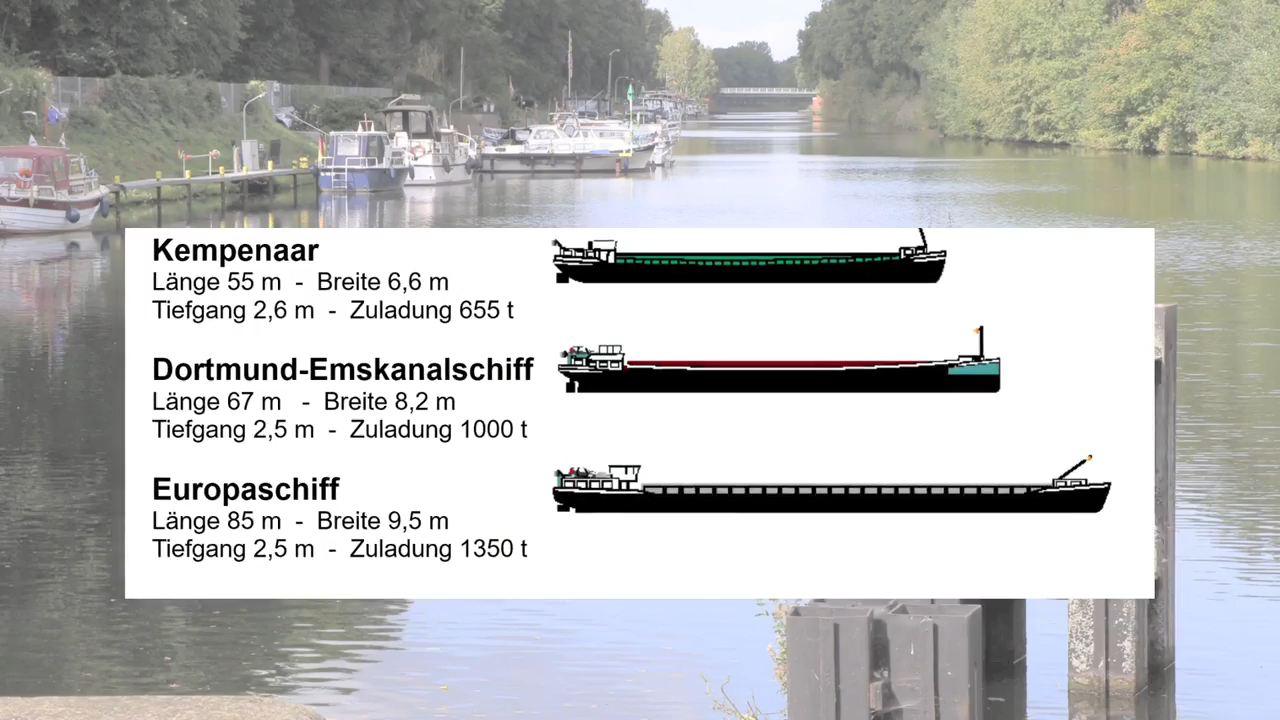 Kempenaar
Länge 55 m - Breite 6,6 m
Tiefgang 2,6 m - Zuladung 655 t
Dortmund-Emskanalschiff
Länge 67 m - Breite 8,2 m
Tiefgang 2,5 m - Zuladung 1000 t
Europaschiff
Länge 85 m - Breite 9,5 m
Tiefgang 2,5 m - Zuladung 1350 t